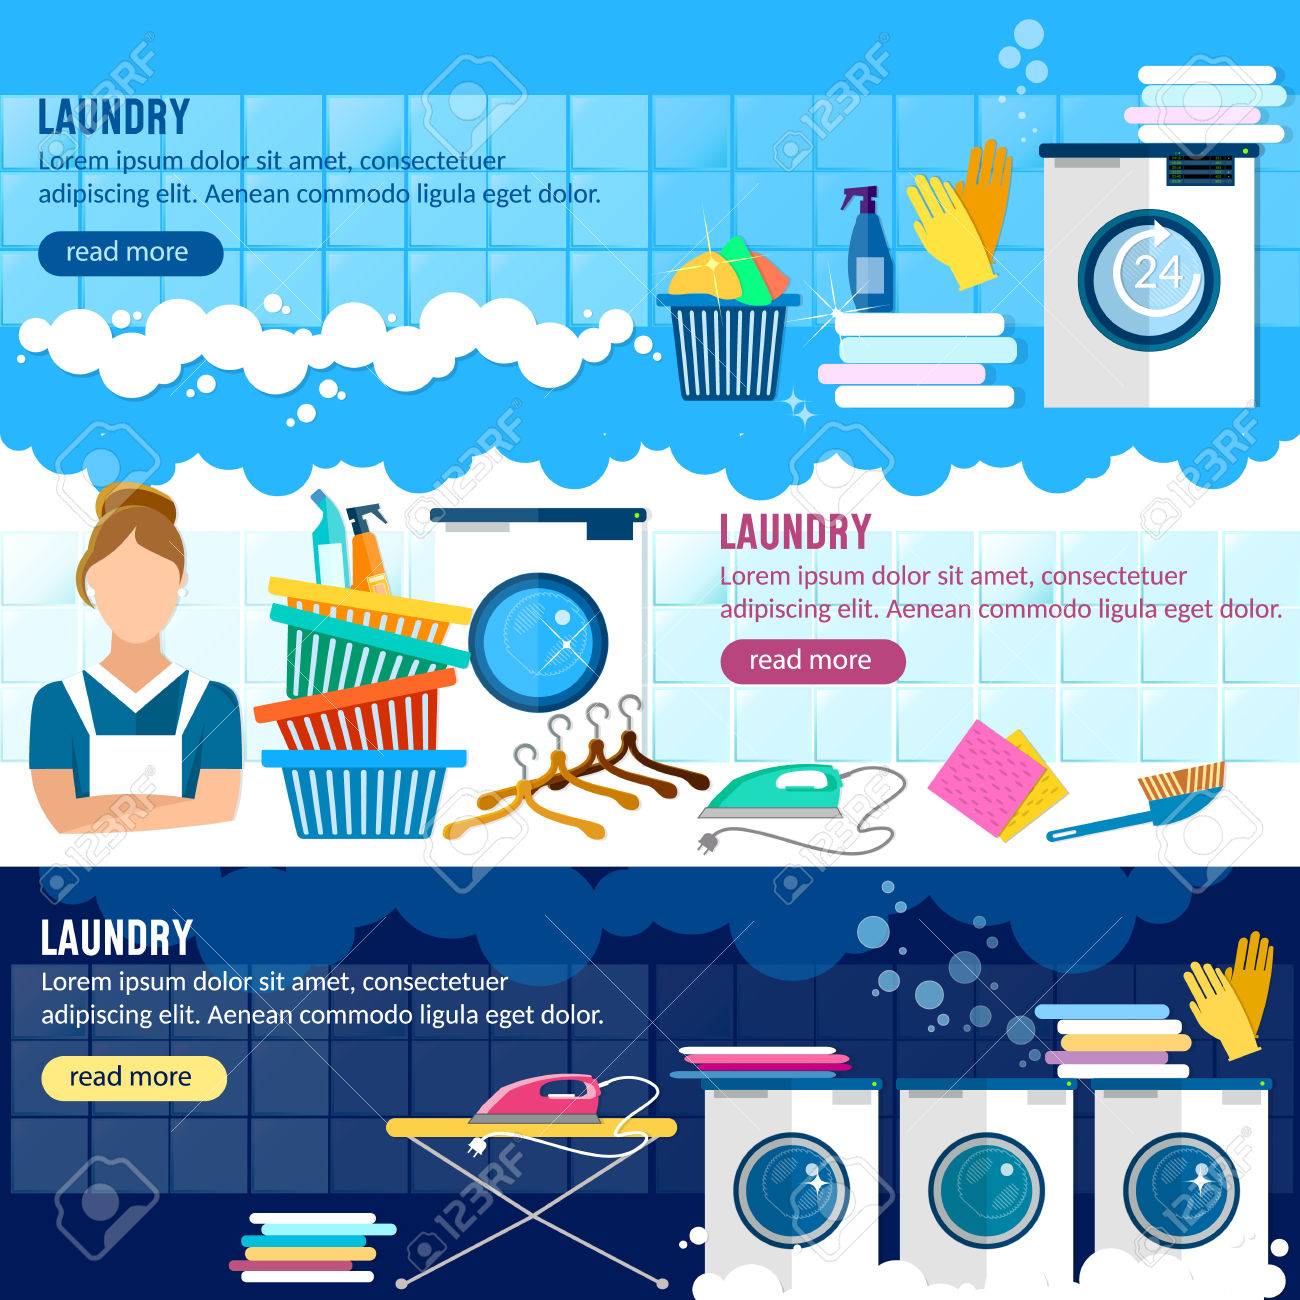 LAUNDRY
Lorem ipsum dolor sit amet, consectetuer
adipiscing elit. Aenean commodo ligula eget dolor.
read more
24
LAUNDRY
Lorem ipsum dolor sit amet, consectetuer
adipiscing elit. Aenean commodo ligula eget dolor.
read more
LAUNDRY
Lorem ipsum dolor sit amet, consectetuer
adipiscing elit. Aenean commodo ligula eget dolor.
read more
123RF